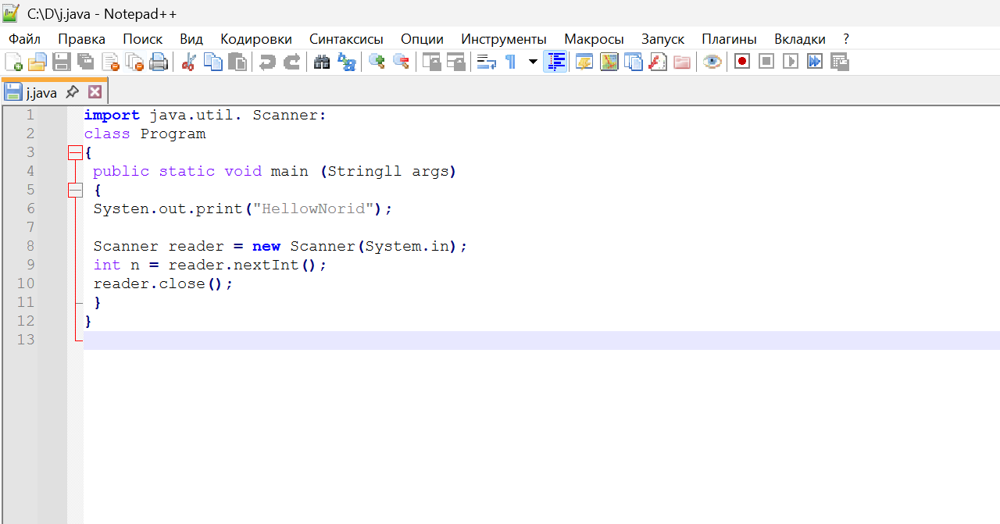 C:\D\j.java - Notepad++
Файл Правка Поиск Вид Кодировки Синтаксисы Опции Инструменты Макросы Запуск Плагины Вкладки ?
j.java
1 import java.util. Scanner:
2 class Program
3 {
4 public static void main (Stringll args)
5 {
6 Systen.out.print("HellowNorid");
7
8 Scanner reader = new Scanner(System.in);
9 int n = reader.nextInt();
10 reader.close();
11 }
12 }
13